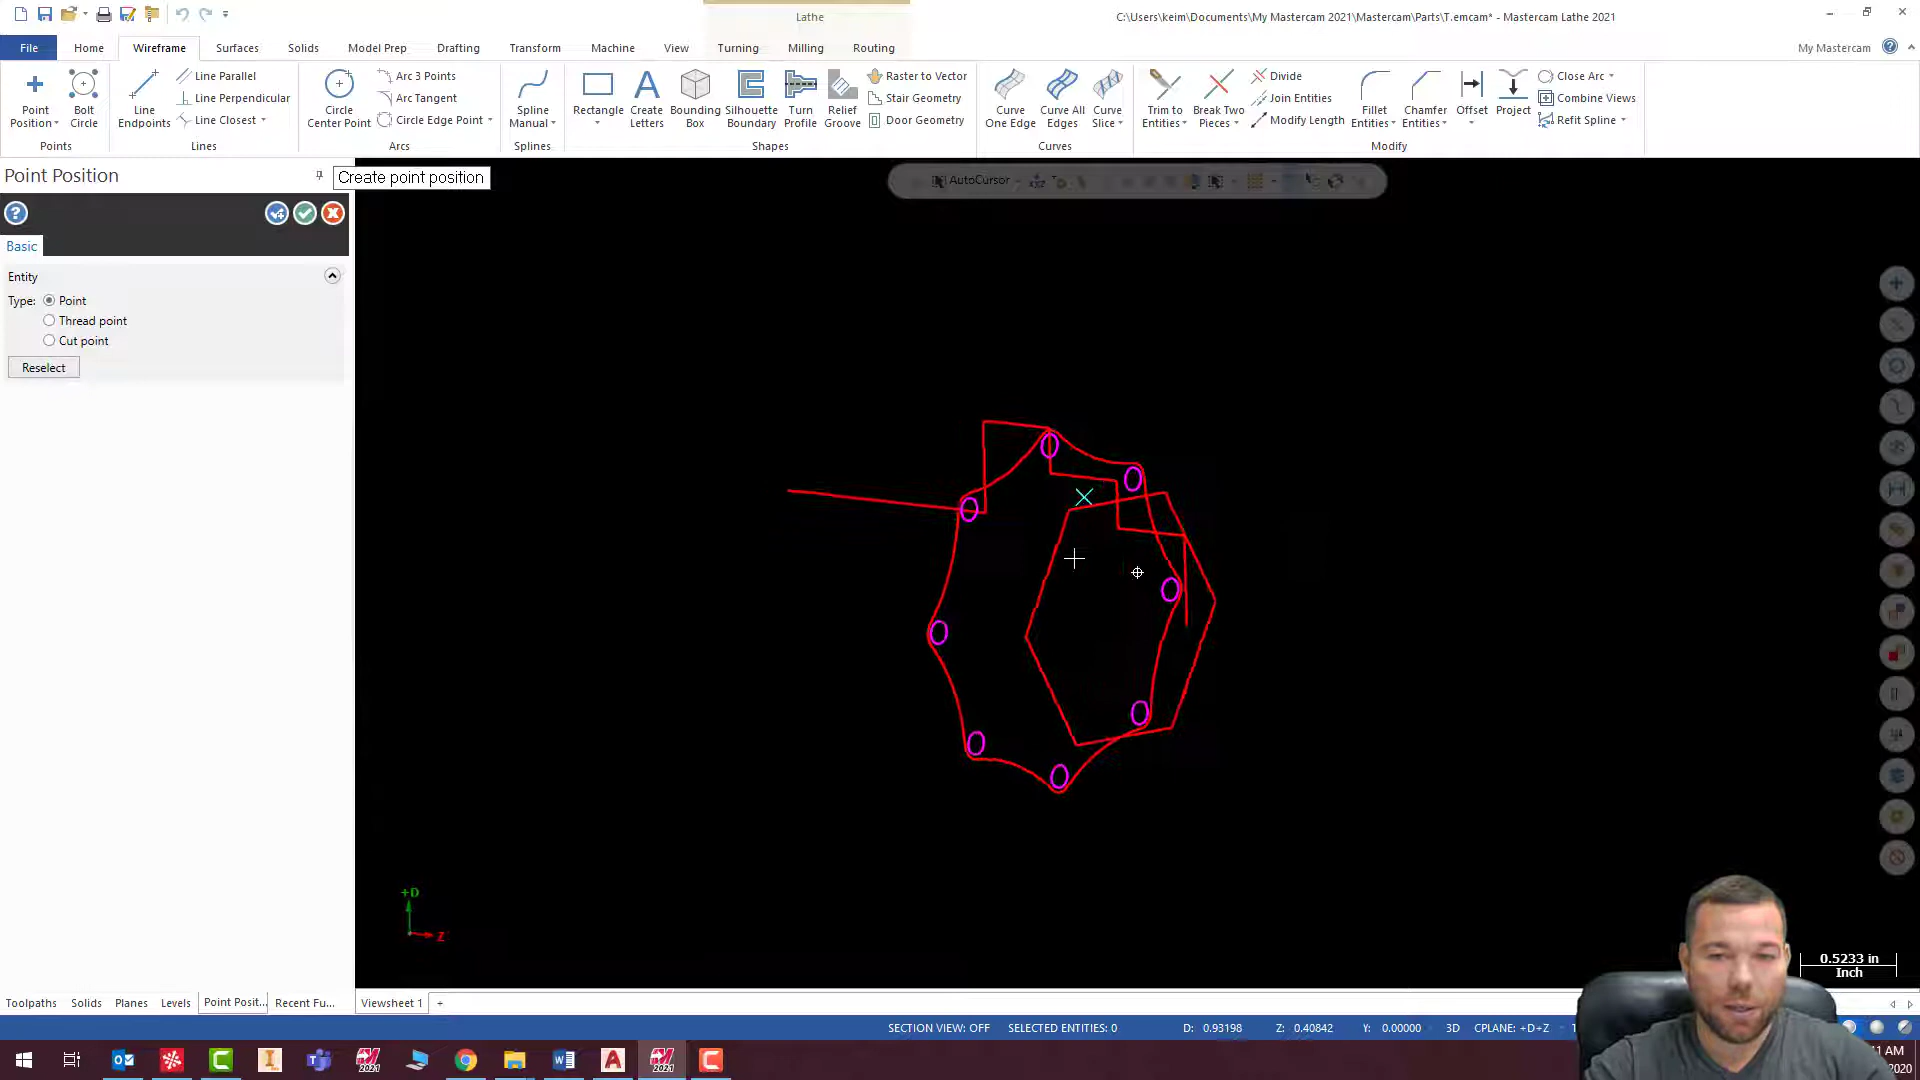 Lathe
C:\Users\keim\Documents\My Mastercam 2021\Mastercam\Parts\T.emcam* - Mastercam Lathe 2021
File Home Wireframe Surfaces Solids Model Prep Drafting Transform Machine View Turning Milling Routing My Mastercam
Point Position Bolt Circle Points
Line Endpoints Line Parallel Line Perpendicular Line Closest Lines
Circle Center Point Arc 3 Points Arc Tangent Circle Edge Point Arcs
Spline Manual Splines
Rectangle Create Letters Bounding Box Silhouette Boundary Turn Profile Relief Groove Raster to Vector Stair Geometry Door Geometry Shapes
Curve One Edge Curve All Edges Curve Slice Curves
Trim to Entities Break Two Pieces Divide Join Entities Modify Length Fillet Entities Chamfer Entities Offset Project Close Arc Combine Views Refit Spline Modify
Point Position
Create point position
AutoCursor
Basic
Entity
Type: Point
Thread point
Cut point
Reselect
+D
Z
0.5233 in
Inch
Toolpaths Solids Planes Levels Point Posit... Recent Fu... Viewsheet 1 +
SECTION VIEW: OFF SELECTED ENTITIES: 0 D: 0.93198 Z: 0.40842 Y: 0.00000 3D CPLANE: +D+Z
2021 2021